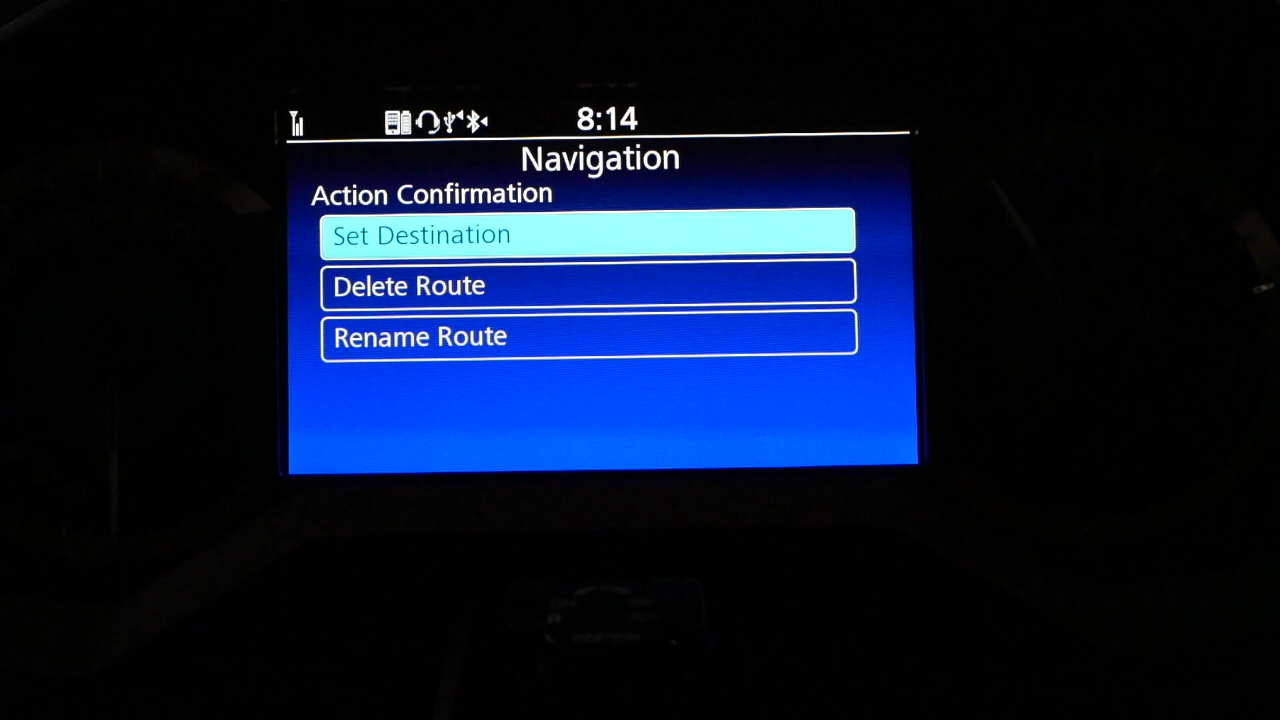 8:14
Navigation
Action Confirmation
Set Destination
Delete Route
Rename Route